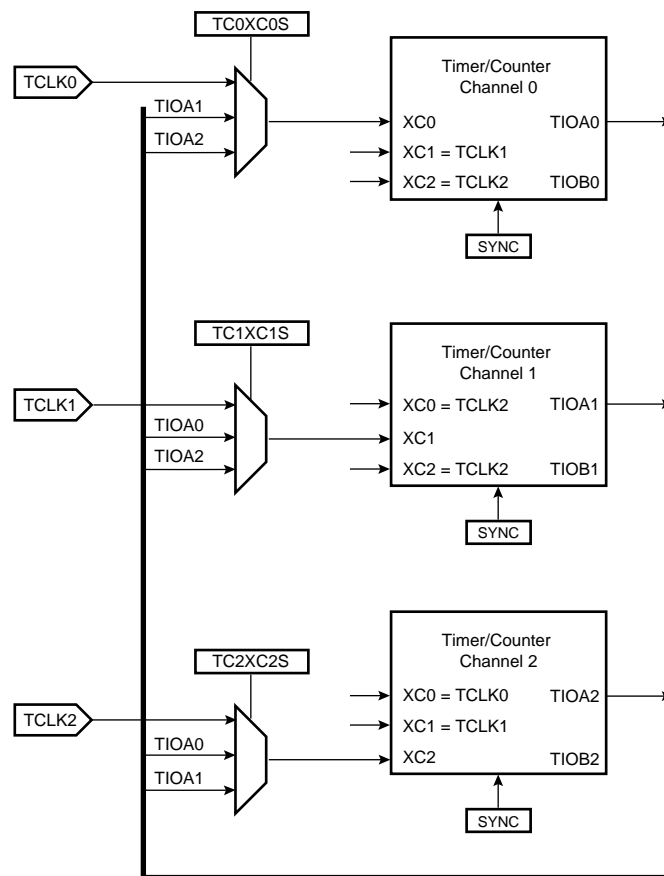 TC0XC0S
TCLK0
TIOA1
TIOA2
Timer/Counter
Channel 0
XC0
TIOA0
XC1 = TCLK1
XC2 = TCLK2
TIOB0
SYNC
TC1XC1S
TCLK1
TIOA0
TIOA2
Timer/Counter
Channel 1
XC0 = TCLK2
TIOA1
XC1
XC2 = TCLK2
TIOB1
SYNC
TC2XC2S
TCLK2
TIOA0
TIOA1
Timer/Counter
Channel 2
XC0 = TCLK0
TIOA2
XC1 = TCLK1
XC2
TIOB2
SYNC